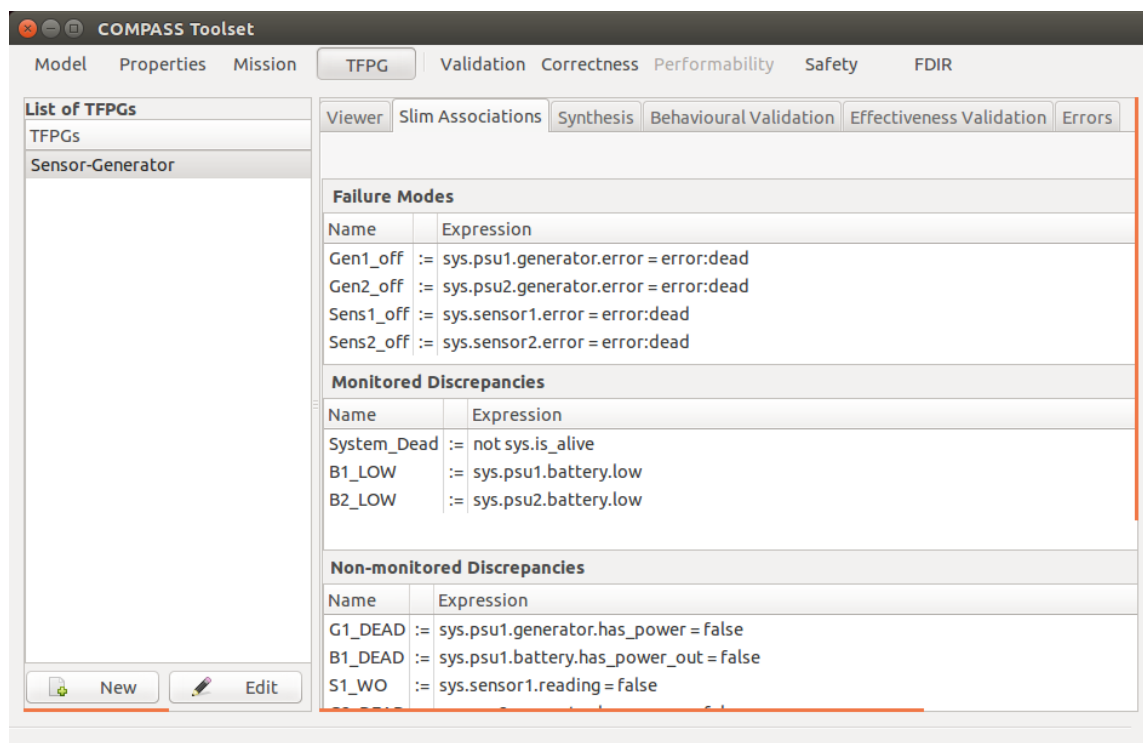 COMPASS Toolset
Model Properties Mission TFPG Validation Correctness Performability Safety FDIR
List of TFPGs
TFPGs
Sensor-Generator
New Edit
Viewer Slim Associations Synthesis Behavioural Validation Effectiveness Validation Errors
Failure Modes
Name Expression
Gen1_off := sys.psu1.generator.error = error:dead
Gen2_off := sys.psu2.generator.error = error:dead
Sens1_off := sys.sensor1.error = error:dead
Sens2_off := sys.sensor2.error = error:dead
Monitored Discrepancies
Name Expression
System_Dead := not sys.is_alive
B1_LOW := sys.psu1.battery.low
B2_LOW := sys.psu2.battery.low
Non-monitored Discrepancies
Name Expression
G1_DEAD := sys.psu1.generator.has_power = false
B1_DEAD := sys.psu1.battery.has_power_out = false
S1_WO := sys.sensor1.reading = false